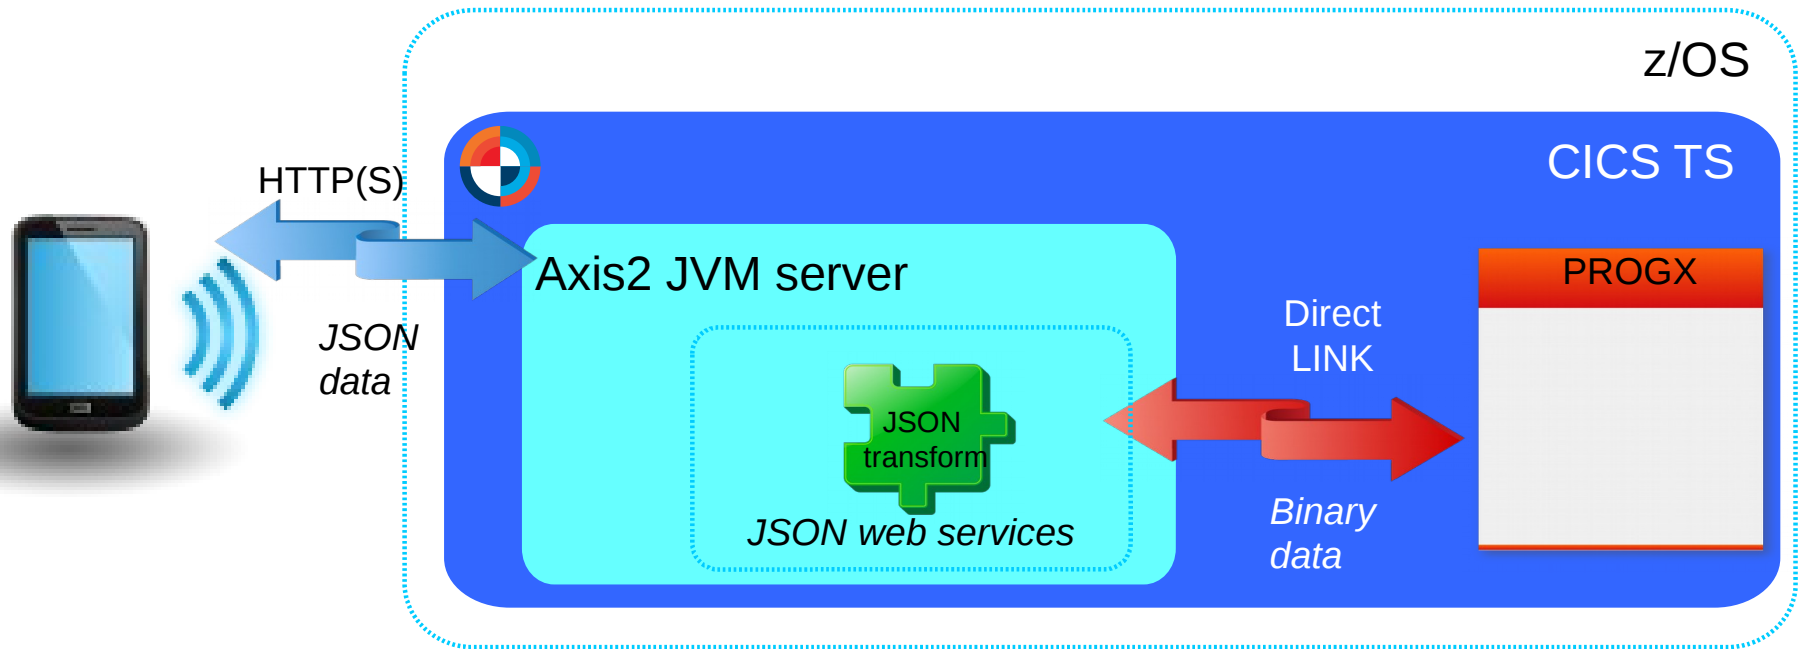 z/OS
CICS TS
HTTP(S)
JSON
data
Axis2 JVM server
JSON
transform
JSON web services
Direct
LINK
Binary
data
PROGX